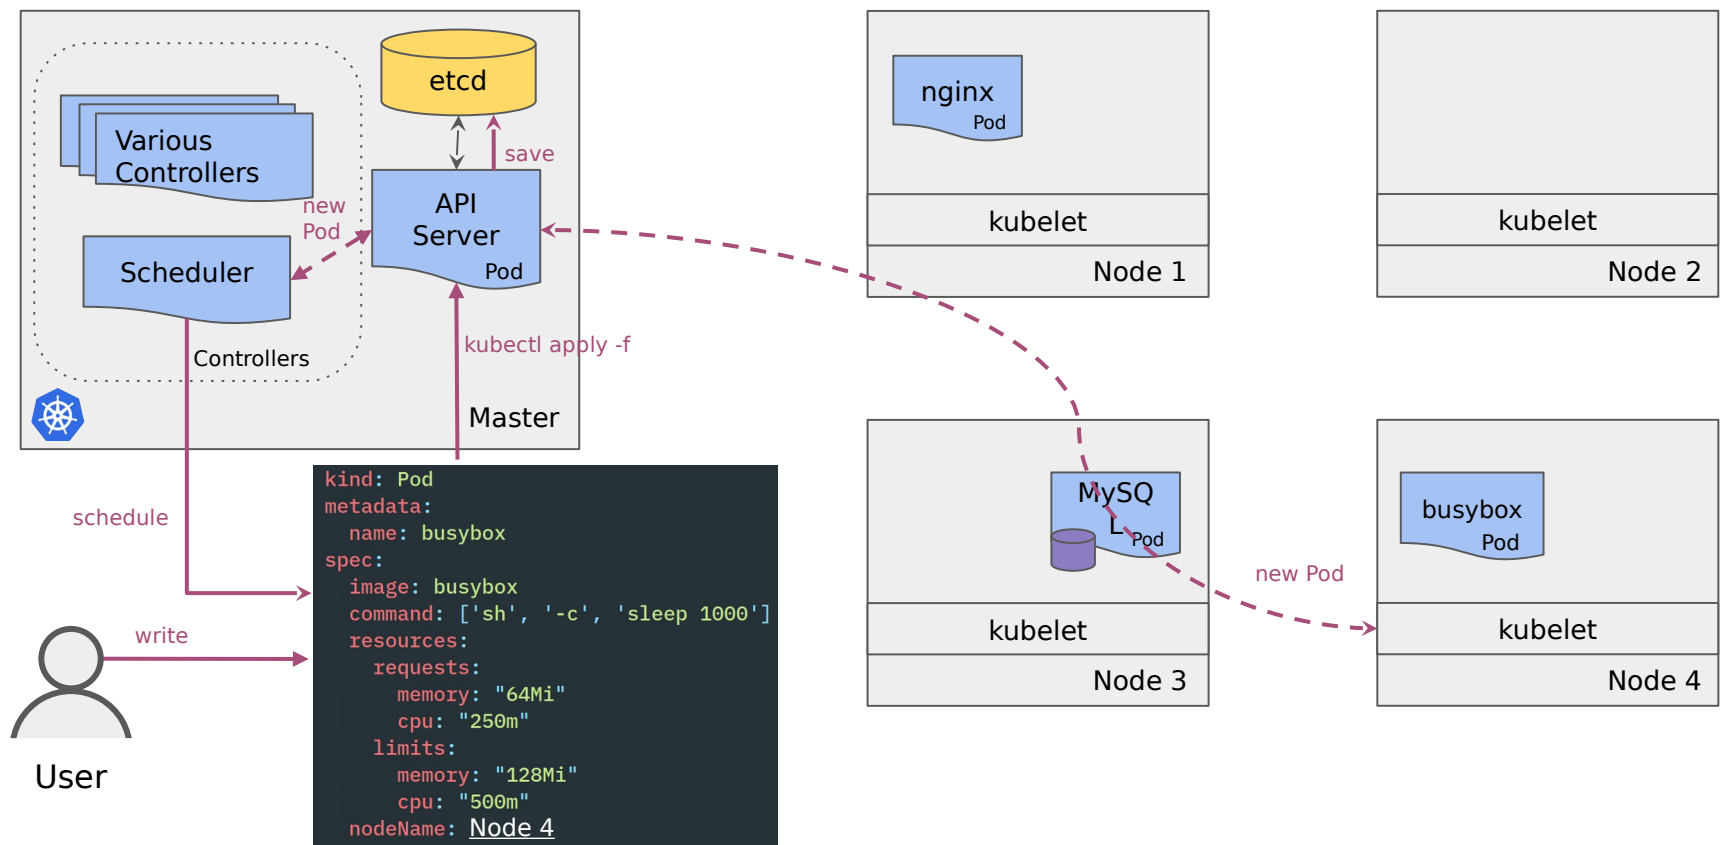 etcd
Various
Controllers
save
new
Pod
API
Server
Pod
Scheduler
Controllers
kubectl apply -f
Master
schedule
write
User
kind: Pod
metadata:
  name: busybox
spec:
  image: busybox
  command: ['sh', '-c', 'sleep 1000']
  resources:
    requests:
      memory: "64Mi"
      cpu: "250m"
    limits:
      memory: "128Mi"
      cpu: "500m"
  nodeName: Node 4
nginx
Pod
kubelet
Node 1
kubelet
Node 2
MySQ
L
Pod
kubelet
Node 3
new Pod
busybox
Pod
kubelet
Node 4